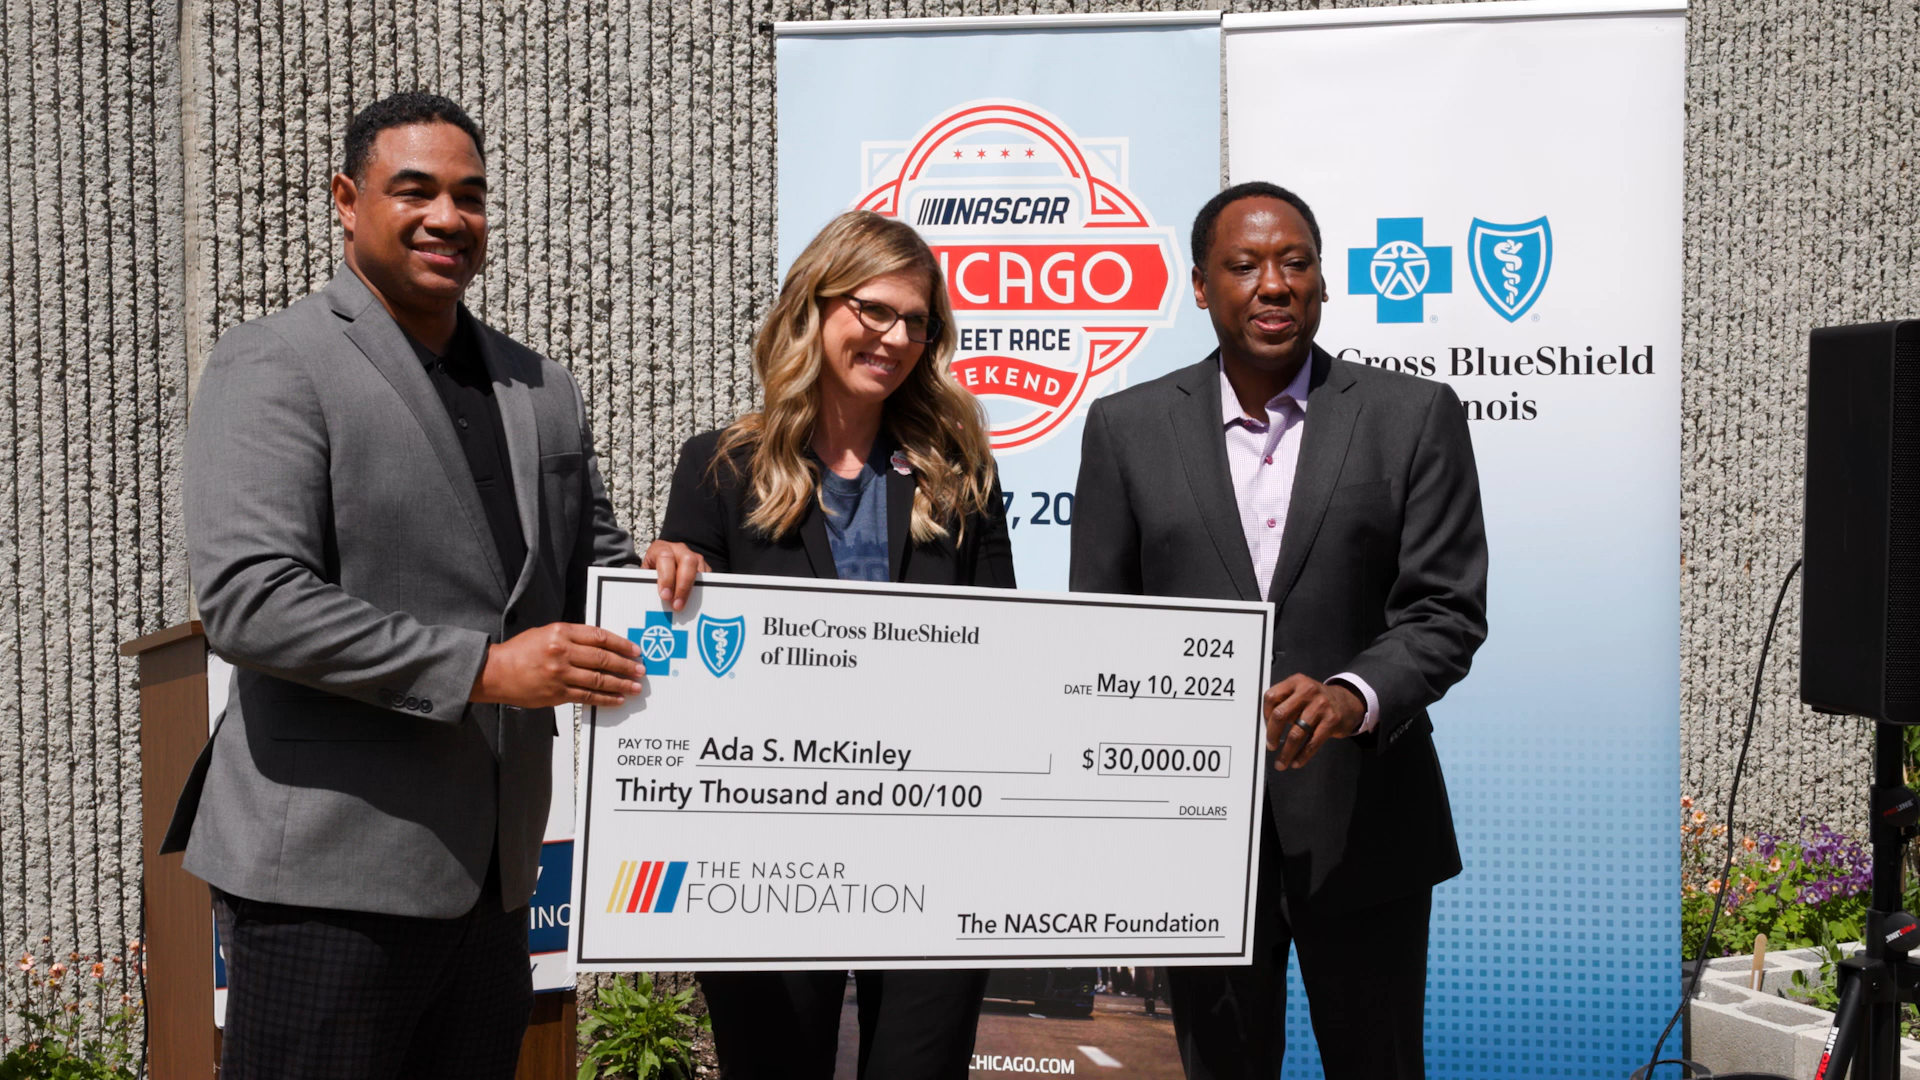 NASCAR
ICAGO
EET RACE
EEKEND
7, 20
CHICAGO.COM
Cross BlueShield
nois
BlueCross BlueShield
of Illinois
2024
DATE May 10, 2024
PAY TO THE
ORDER OF Ada S. McKinley $ 30,000.00
Thirty Thousand and 00/100
DOLLARS
THE NASCAR
FOUNDATION
The NASCAR Foundation
Y
INC
Y